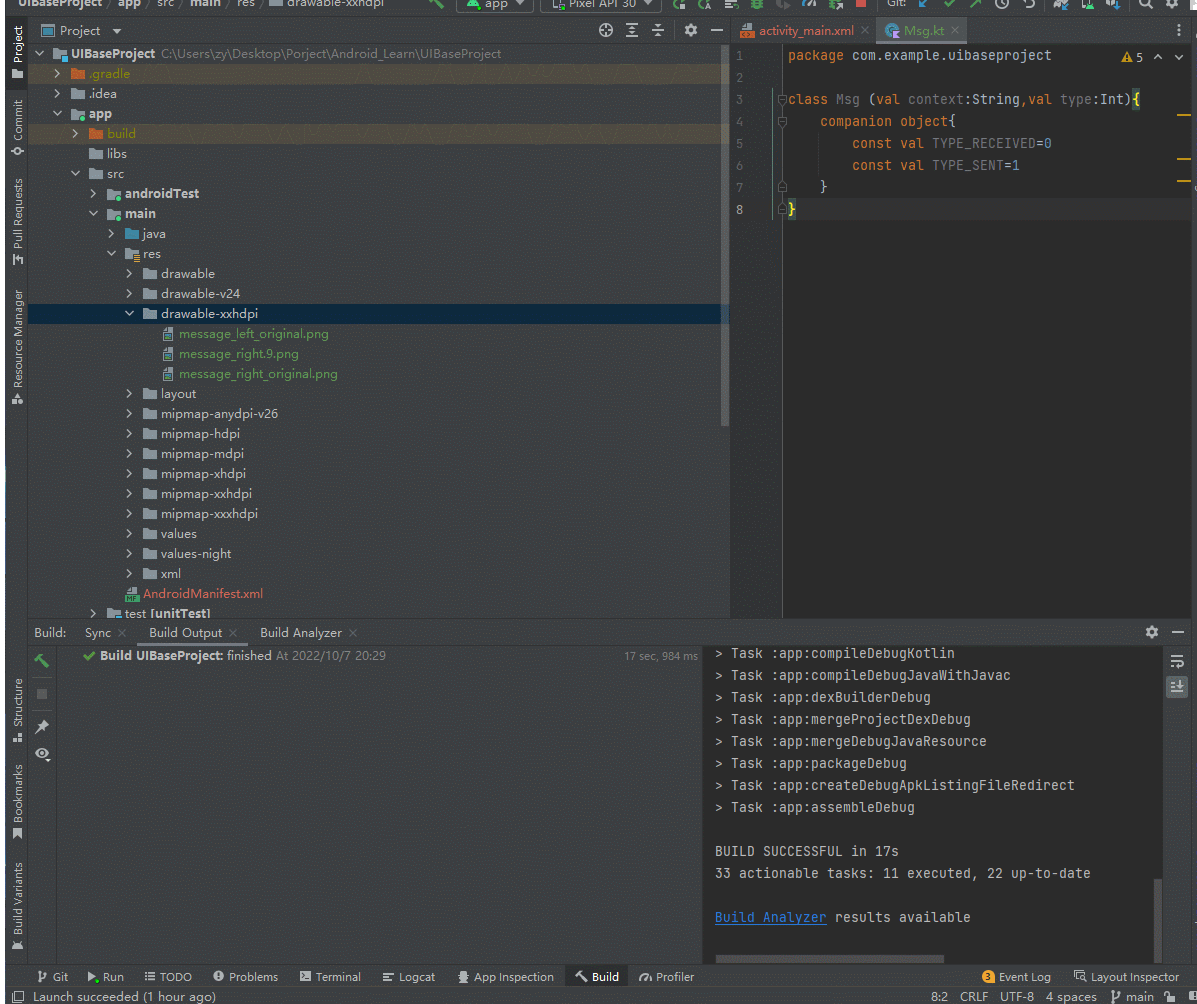 UIBaseProject app src main res drawable-xxhdpi
app Pixel API 30 Git:
Project
activity_main.xml Msg.kt
UIBaseProject C:\Users\zy\Desktop\Porject\Android_Learn\UIBaseProject
.gradle
.idea
app
build
libs
src
androidTest
main
java
res
drawable
drawable-v24
drawable-xxhdpi
message_left_original.png
message_right.9.png
message_right_original.png
layout
mipmap-anydpi-v26
mipmap-hdpi
mipmap-mdpi
mipmap-xhdpi
mipmap-xxhdpi
mipmap-xxxhdpi
values
values-night
xml
MF AndroidManifest.xml
test [unitTest]
1 package com.example.uibaseproject 5
2
3 class Msg (val context:String,val type:Int){
4 companion object{
5 const val TYPE_RECEIVED=0
6 const val TYPE_SENT=1
7 }
8 }
Project
Commit
Pull Requests
Resource Manager
Structure
Bookmarks
Build Variants
Build: Sync Build Output Build Analyzer
Build UIBaseProject: finished At 2022/10/7 20:29 17 sec, 984 ms
> Task :app:compileDebugKotlin
> Task :app:compileDebugJavaWithJavac
> Task :app:dexBuilderDebug
> Task :app:mergeProjectDexDebug
> Task :app:mergeDebugJavaResource
> Task :app:packageDebug
> Task :app:createDebugApkListingFileRedirect
> Task :app:assembleDebug
BUILD SUCCESSFUL in 17s
33 actionable tasks: 11 executed, 22 up-to-date
Build Analyzer results available
Git Run TODO Problems Terminal Logcat App Inspection Build Profiler 3 Event Log Layout Inspector
Launch succeeded (1 hour ago) 8:2 CRLF UTF-8 4 spaces main